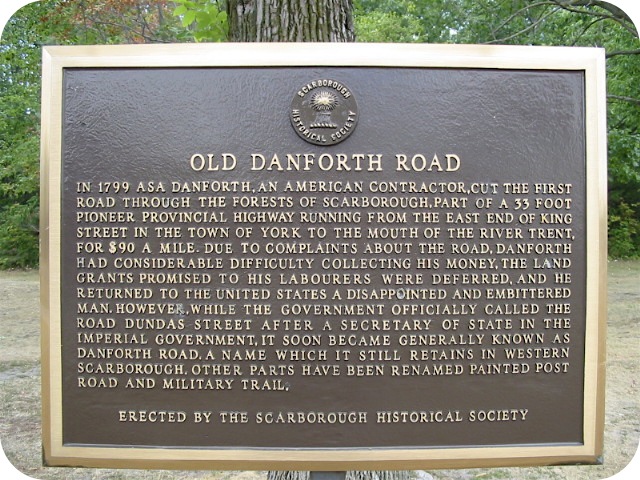 SCARBOROUGH
HISTORICAL SOCIETY
OLD DANFORTH ROAD
IN 1799 ASA DANFORTH, AN AMERICAN CONTRACTOR, CUT THE FIRST
ROAD THROUGH THE FORESTS OF SCARBOROUGH, PART OF A 33 FOOT
PIONEER PROVINCIAL HIGHWAY RUNNING FROM THE EAST END OF KING
STREET IN THE TOWN OF YORK TO THE MOUTH OF THE RIVER TRENT,
FOR $90 A MILE. DUE TO COMPLAINTS ABOUT THE ROAD, DANFORTH
HAD CONSIDERABLE DIFFICULTY COLLECTING HIS MONEY, THE LAND
GRANTS PROMISED TO HIS LABOURERS WERE DEFERRED, AND HE
RETURNED TO THE UNITED STATES A DISAPPOINTED AND EMBITTERED
MAN. HOWEVER, WHILE THE GOVERNMENT OFFICIALLY CALLED THE
ROAD DUNDAS STREET AFTER A SECRETARY OF STATE IN THE
IMPERIAL GOVERNMENT, IT SOON BECAME GENERALLY KNOWN AS
DANFORTH ROAD, A NAME WHICH IT STILL RETAINS IN WESTERN
SCARBOROUGH. OTHER PARTS HAVE BEEN RENAMED PAINTED POST
ROAD AND MILITARY TRAIL.
ERECTED BY THE SCARBOROUGH HISTORICAL SOCIETY